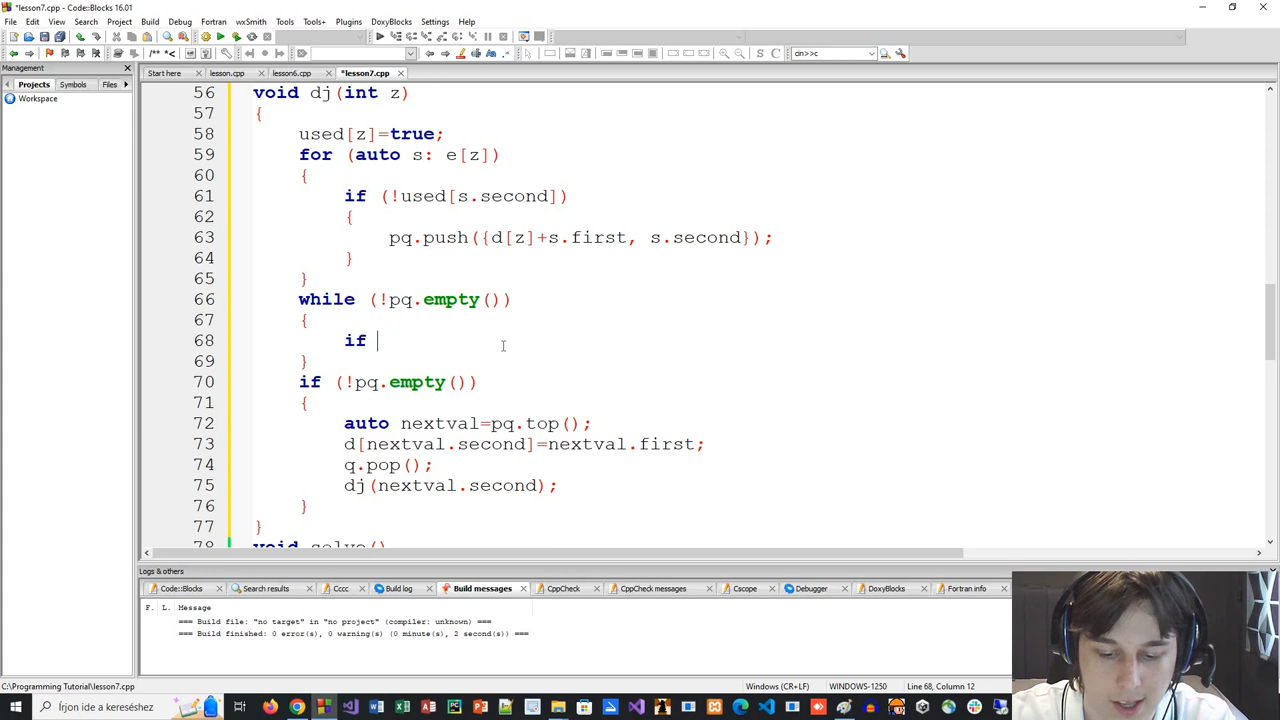 *lesson7.cpp - Code::Blocks 16.01
File Edit View Search Project Build Debug Fortran wxSmith Tools Tools+ Plugins DoxyBlocks Settings Help
/** *<
.*
S C
dn>>c
Management
Projects Symbols Files
Workspace
Start here lesson.cpp lesson6.cpp *lesson7.cpp
56 void dj(int z)
57 {
58 used[z]=true;
59 for (auto s: e[z])
60 {
61 if (!used[s.second])
62 {
63 pq.push({d[z]+s.first, s.second});
64 }
65 }
66 while (!pq.empty())
67 {
68 if
69 }
70 if (!pq.empty())
71 {
72 auto nextval=pq.top();
73 d[nextval.second]=nextval.first;
74 q.pop();
75 dj(nextval.second);
76 }
77 }
78 void solve()
Logs & others
Code::Blocks Search results Cccc Build log Build messages CppCheck CppCheck messages Cscope Debugger DoxyBlocks Fortran info
F. L. Message
=== Build file: "no target" in "no project" (compiler: unknown) ===
=== Build finished: 0 error(s), 0 warning(s) (0 minute(s), 2 second(s)) ===
C:\Programming Tutorial\lesson7.cpp Windows (CR+LF) WINDOWS-1250 Line 68, Column 12
Írjon ide a kereséshez